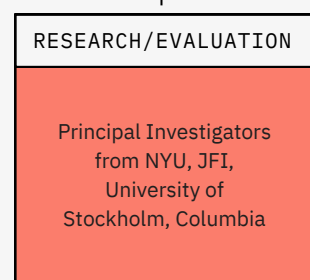 RESEARCH/EVALUATION
Principal Investigators
from NYU, JFI,
University of
Stockholm, Columbia